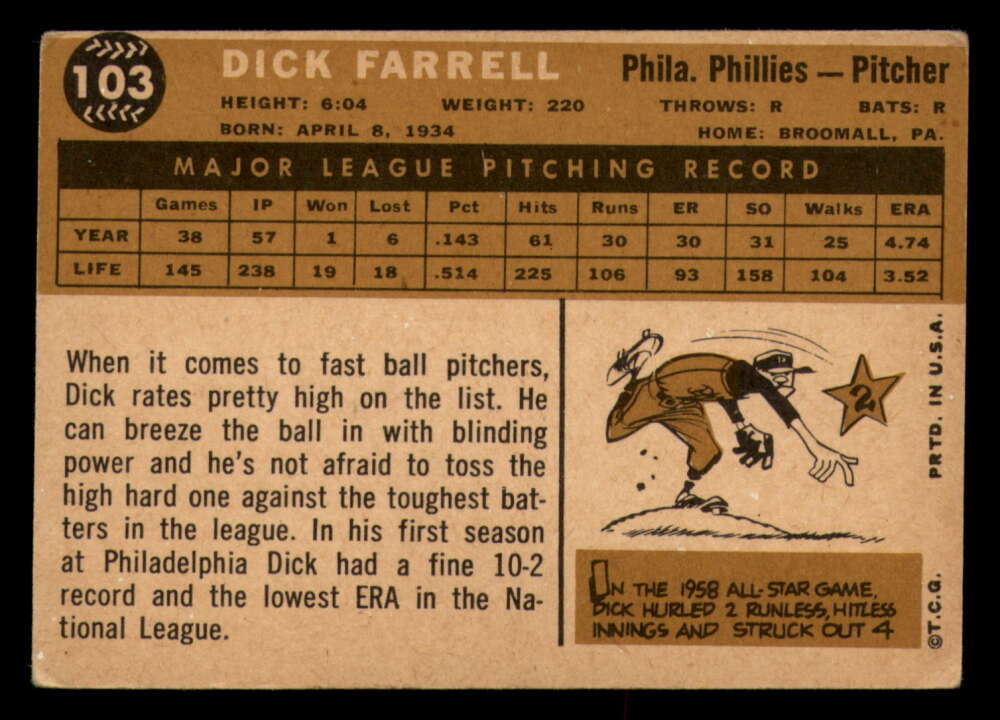 103
DICK FARRELL
Phila. Phillies — Pitcher
HEIGHT: 6:04 WEIGHT: 220 THROWS: R BATS: R
BORN: APRIL 8, 1934 HOME: BROOMALL, PA.
MAJOR LEAGUE PITCHING RECORD
Games IP Won Lost Pct Hits Runs ER SO Walks ERA
YEAR 38 57 1 6 .143 61 30 30 31 25 4.74
LIFE 145 238 19 18 .514 225 106 93 158 104 3.52
When it comes to fast ball pitchers,
Dick rates pretty high on the list. He
can breeze the ball in with blinding
power and he's not afraid to toss the
high hard one against the toughest bat-
ters in the league. In his first season
at Philadelphia Dick had a fine 10-2
record and the lowest ERA in the Na-
tional League.
2
IN THE 1958 ALL-STAR GAME,
DICK HURLED 2 RUNLESS, HITLESS
INNINGS AND STRUCK OUT 4
©T.C.G. PRTD. IN U.S.A.